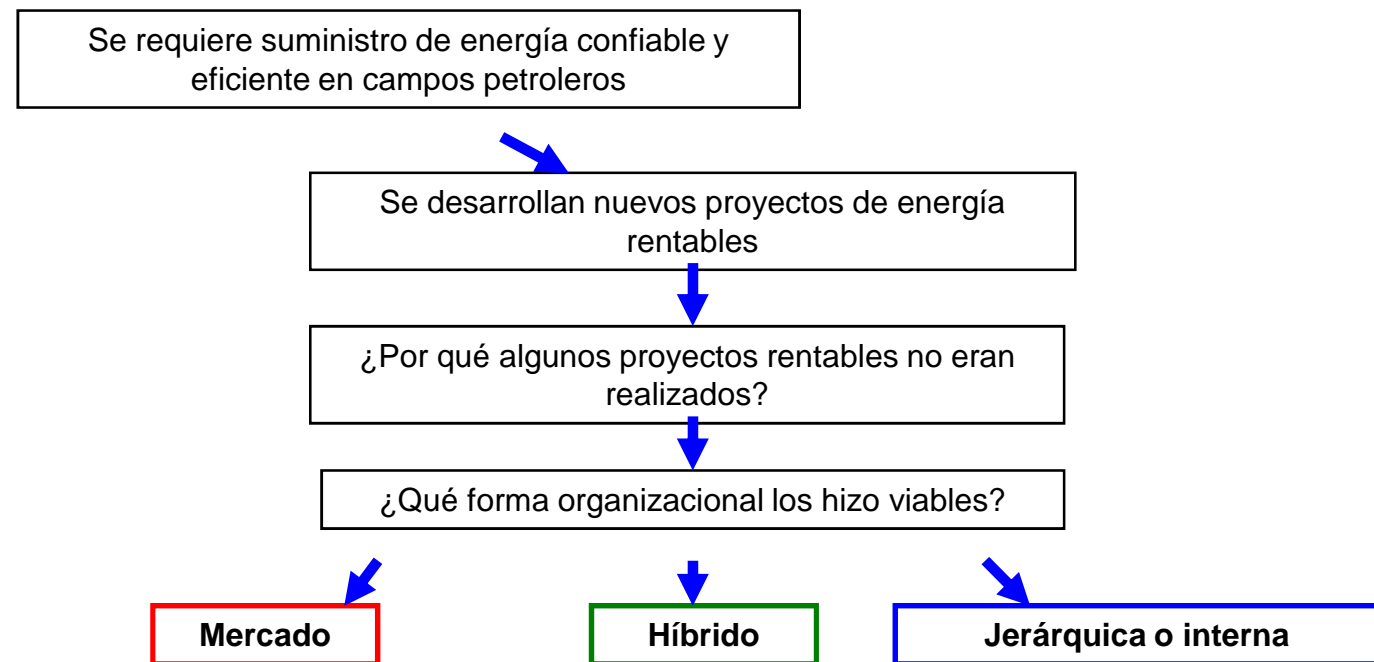 Se requiere suministro de energía confiable y
eficiente en campos petroleros
Se desarrollan nuevos proyectos de energía
rentables
¿Por qué algunos proyectos rentables no eran
realizados?
¿Qué forma organizacional los hizo viables?
Mercado
Híbrido
Jerárquica o interna